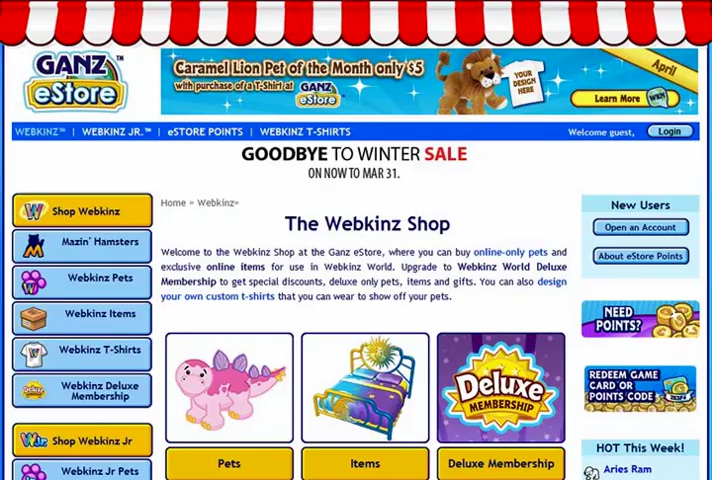 GANZ™
eStore
Caramel Lion Pet of the Month only $5
with purchase of a T-Shirt at GANZ eStore
YOUR
DESIGN
HERE
April
Learn More
WEBKINZ™ | WEBKINZ JR.™ | eSTORE POINTS | WEBKINZ T-SHIRTS
Welcome guest,
Login
GOODBYE TO WINTER SALE
ON NOW TO MAR 31.
Shop Webkinz
Mazin' Hamsters
Webkinz Pets
Webkinz Items
Webkinz T-Shirts
Webkinz Deluxe
Membership
W Jr.
Shop Webkinz Jr
Webkinz Jr Pets
Home » Webkinz»
The Webkinz Shop
Welcome to the Webkinz Shop at the Ganz eStore, where you can buy online-only pets and
exclusive online items for use in Webkinz World. Upgrade to Webkinz World Deluxe
Membership to get special discounts, deluxe only pets, items and gifts. You can also design
your own custom t-shirts that you can wear to show off your pets.
Deluxe
MEMBERSHIP
Pets
Items
Deluxe Membership
New Users
Open an Account
About eStore Points
NEED
POINTS?
REDEEM GAME
CARD OR
POINTS CODE
HOT This Week!
Aries Ram